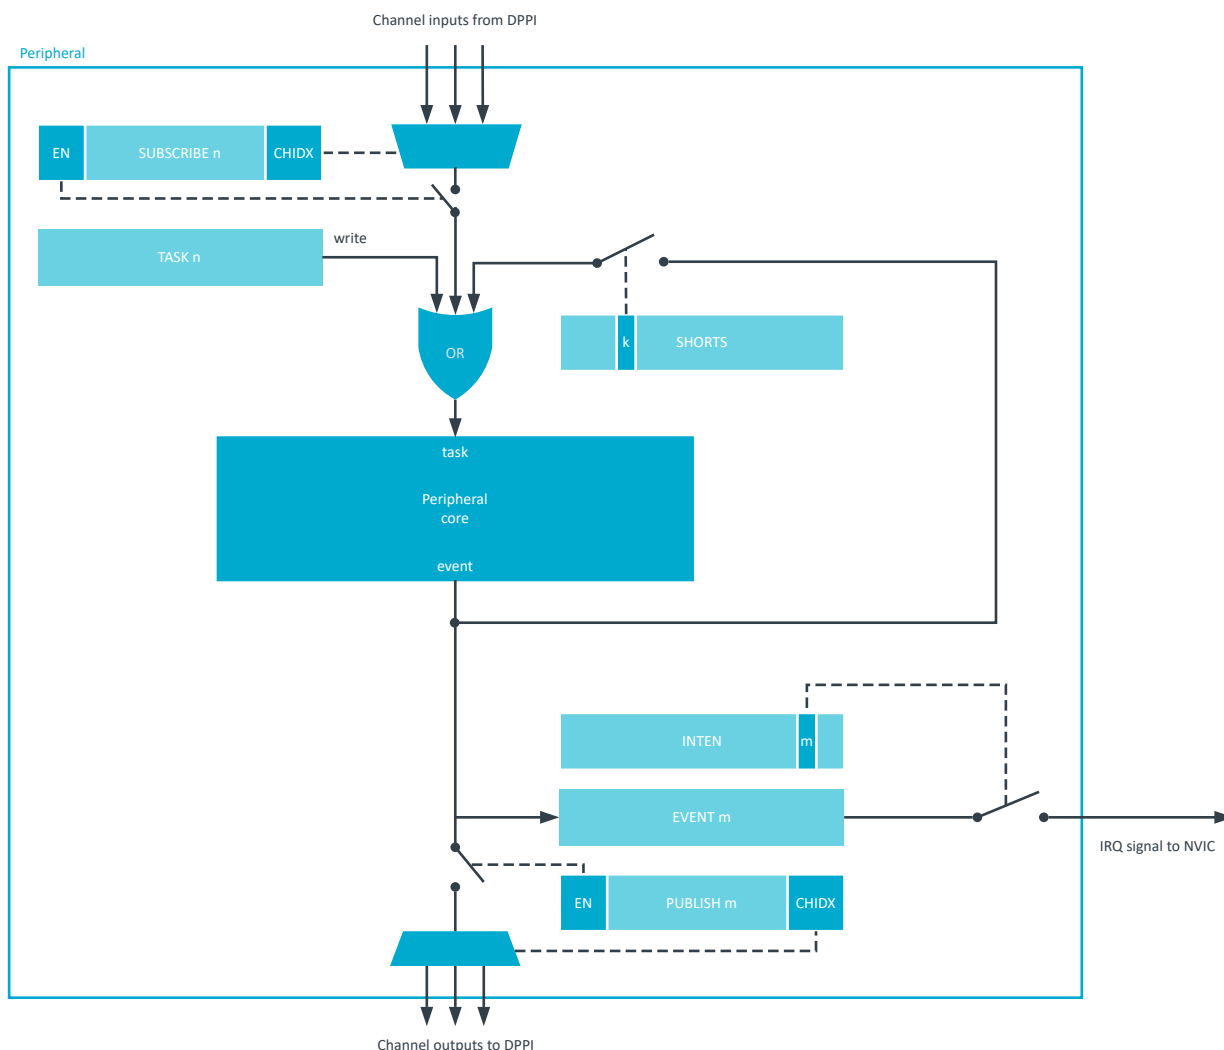 Channel inputs from DPPI
Peripheral
EN
SUBSCRIBE n
CHIDX
TASK n
write
OR
k
SHORTS
task
Peripheral
core
event
INTEN
m
EVENT m
IRQ signal to NVIC
EN
PUBLISH m
CHIDX
Channel outputs to DPPI